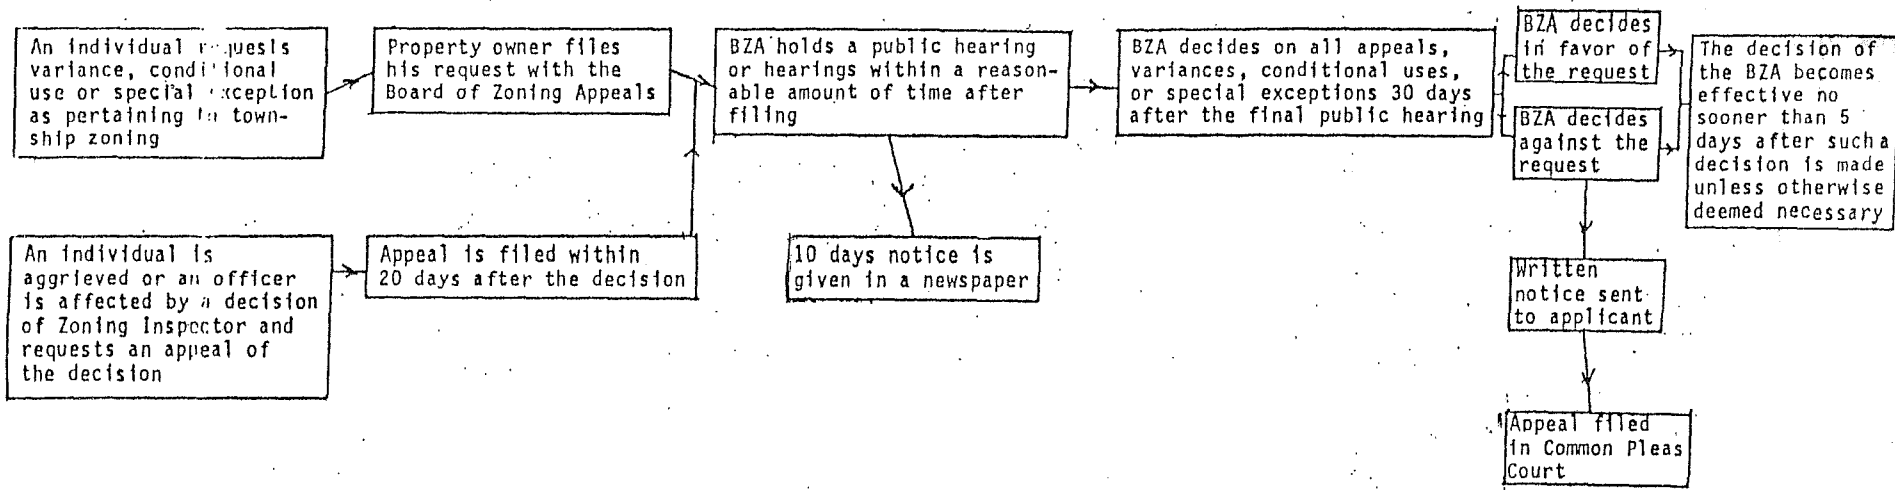 An individual requests
variance, conditional
use or special exception
as pertaining to town-
ship zoning
Property owner files
his request with the
Board of Zoning Appeals
BZA holds a public hearing
or hearings within a reason-
able amount of time after
filing
BZA decides on all appeals,
variances, conditional uses,
or special exceptions 30 days
after the final public hearing
BZA decides
in favor of
the request
BZA decides
against the
request
The decision of
the BZA becomes
effective no
sooner than 5
days after such a
decision is made
unless otherwise
deemed necessary
An individual is
aggrieved or an officer
is affected by a decision
of Zoning Inspector and
requests an appeal of
the decision
Appeal is filed within
20 days after the decision
10 days notice is
given in a newspaper
Written
notice sent
to applicant
Appeal filed
in Common Pleas
Court